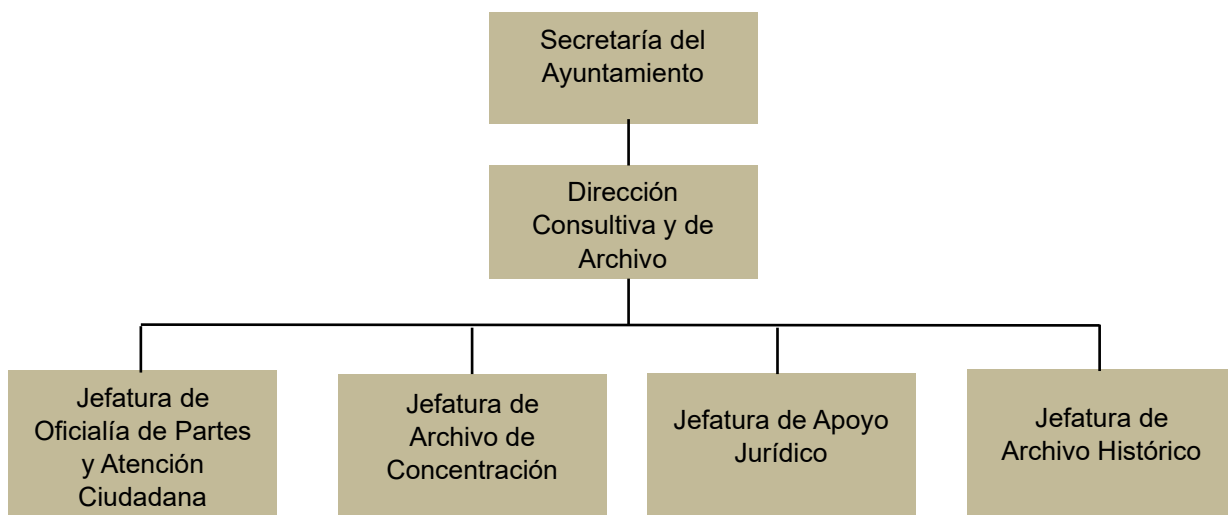 Secretaría del
Ayuntamiento
Dirección
Consultiva y de
Archivo
Jefatura de
Oficialía de Partes
y Atención
Ciudadana
Jefatura de
Archivo de
Concentración
Jefatura de Apoyo
Jurídico
Jefatura de
Archivo Histórico